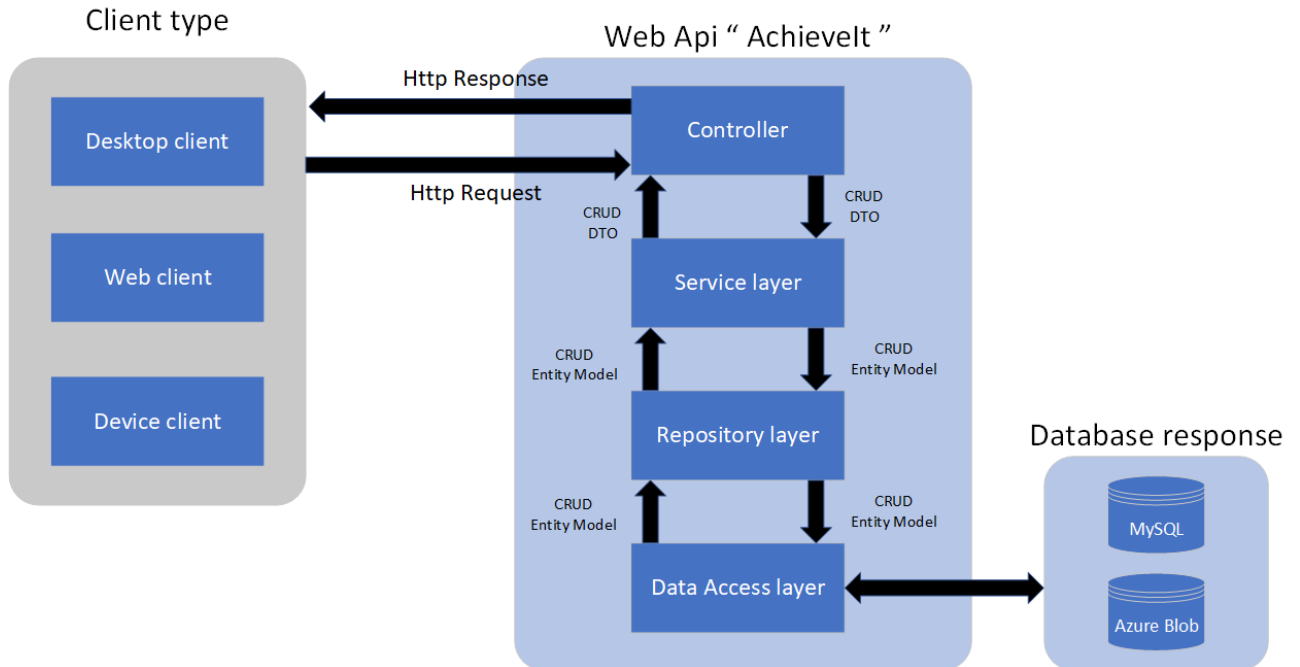 Client type
Web Api “ AchieveIt ”
Http Response
Desktop client
Controller
Http Request
CRUD
DTO
CRUD
DTO
Web client
Service layer
CRUD
Entity Model
CRUD
Entity Model
Device client
Repository layer
Database response
CRUD
Entity Model
CRUD
Entity Model
MySQL
Data Access layer
Azure Blob